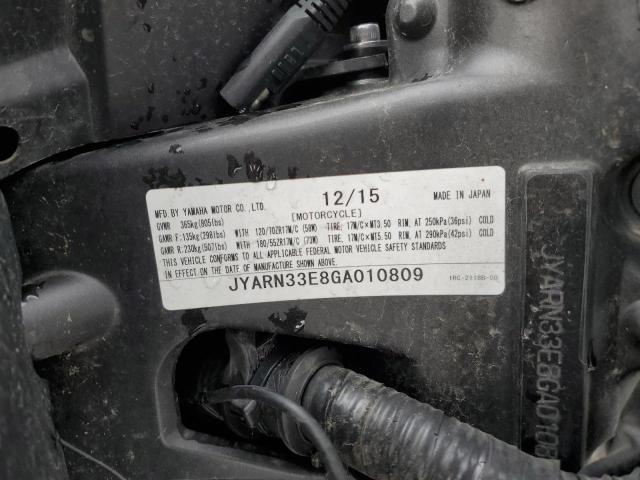 12/15
MFD.BY YAMAHA MOTOR CO.,LTD. MADE IN JAPAN
[MOTORCYCLE]
GVWR 365kg(805lbs)
GAWR F:135kg(298lbs) WITH 120/70ZR17M/C (58W) TIRE, 17M/C×MT3.50 RIM, AT 250kPa(36psi) COLD
GAWR R:230kg(507lbs) WITH 180/55ZR17M/C (73W) TIRE, 17M/C×MT5.50 RIM, AT 290kPa(42psi) COLD
THIS VEHICLE CONFORMS TO ALL APPLICABLE FEDERAL MOTOR VEHICLE SAFETY STANDARDS
IN EFFECT ON THE DATE OF MANUFACTURE SHOWN ABOVE.
JYARN33E8GA010809
1RC-2118B-00
JYARN33E8GA0108